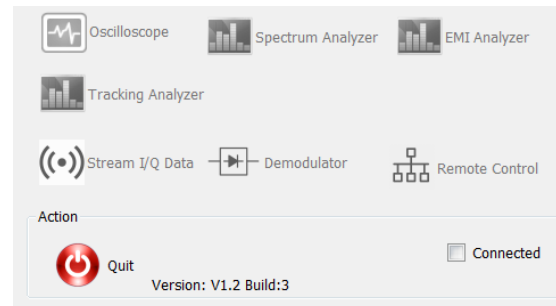 Oscilloscope
Spectrum Analyzer
EMI Analyzer
Tracking Analyzer
Stream I/Q Data
Demodulator
Remote Control
Action
Quit
Connected
Version: V1.2 Build:3